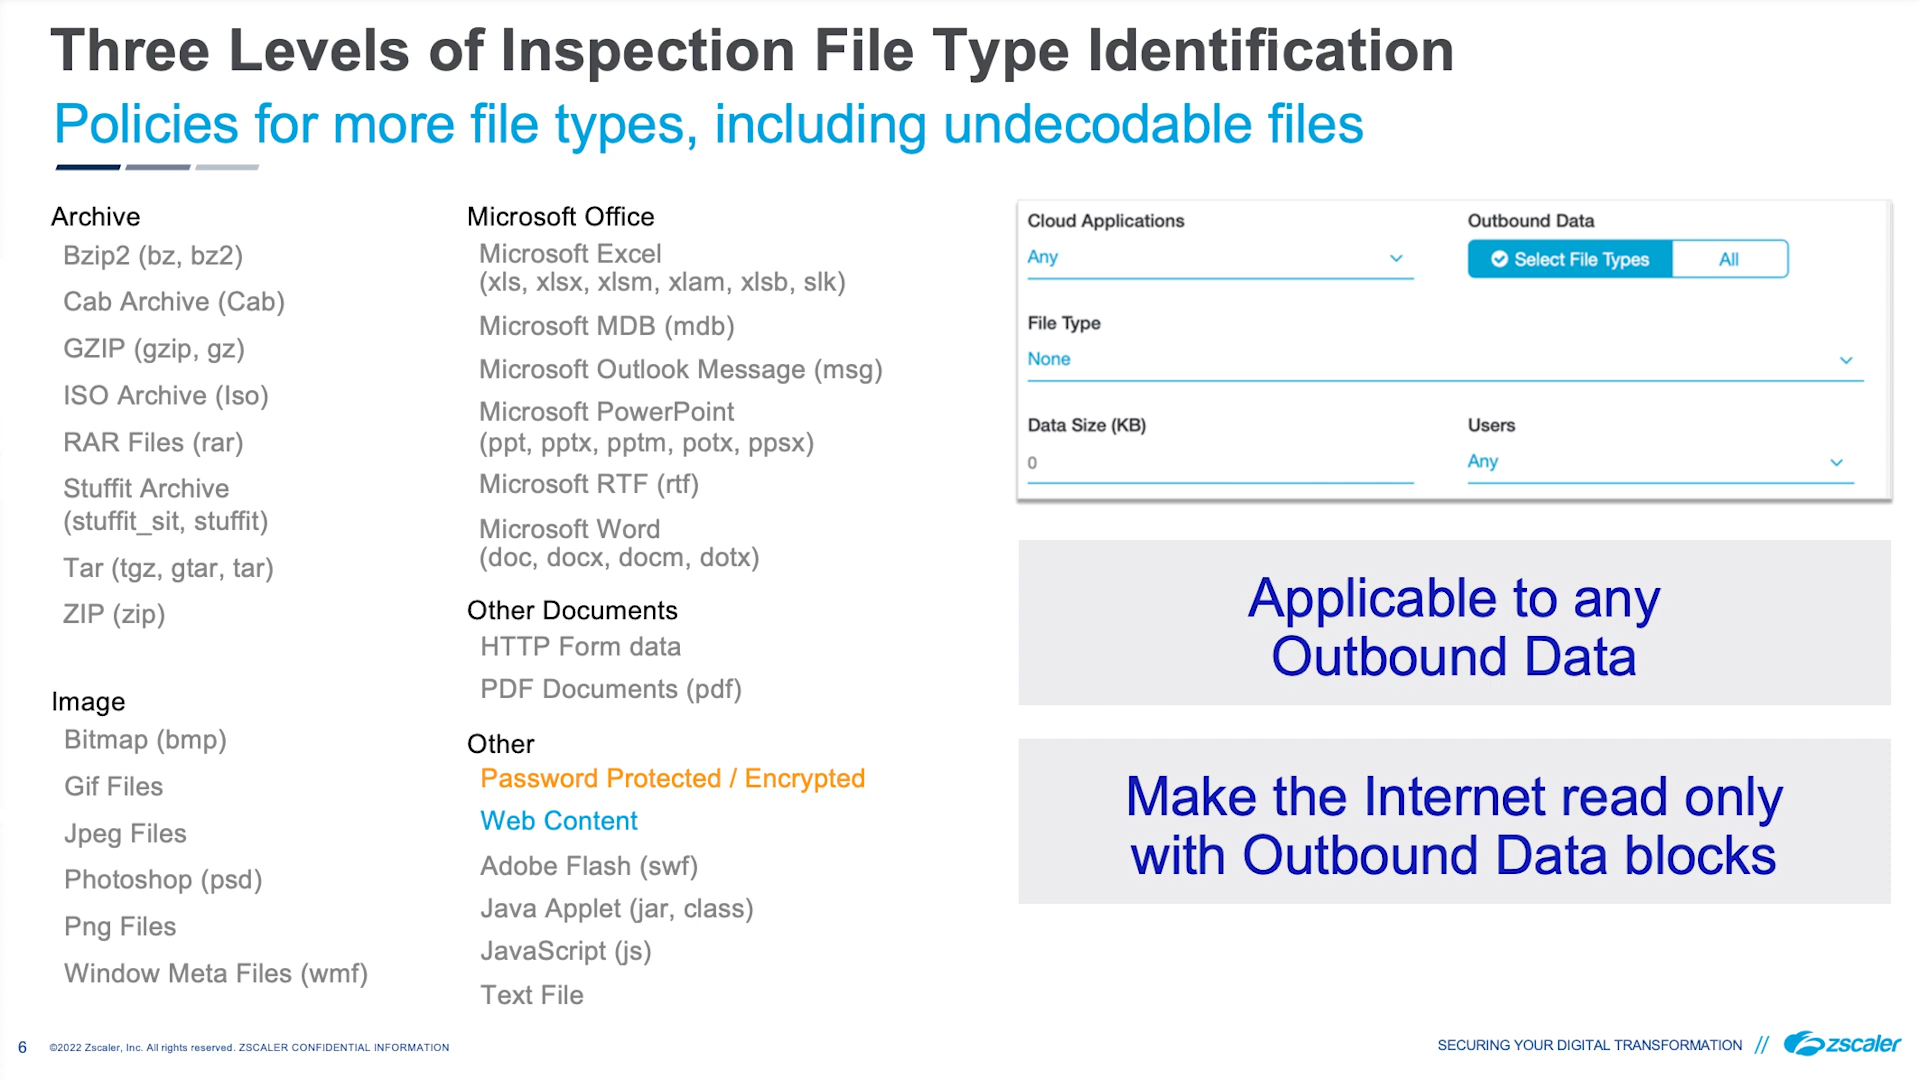 Three Levels of Inspection File Type Identification
Policies for more file types, including undecodable files
Archive
Bzip2 (bz, bz2)
Cab Archive (Cab)
GZIP (gzip, gz)
ISO Archive (Iso)
RAR Files (rar)
Stuffit Archive
(stuffit_sit, stuffit)
Tar (tgz, gtar, tar)
ZIP (zip)
Image
Bitmap (bmp)
Gif Files
Jpeg Files
Photoshop (psd)
Png Files
Window Meta Files (wmf)
Microsoft Office
Microsoft Excel
(xls, xlsx, xlsm, xlam, xlsb, slk)
Microsoft MDB (mdb)
Microsoft Outlook Message (msg)
Microsoft PowerPoint
(ppt, pptx, pptm, potx, ppsx)
Microsoft RTF (rtf)
Microsoft Word
(doc, docx, docm, dotx)
Other Documents
HTTP Form data
PDF Documents (pdf)
Other
Password Protected / Encrypted
Web Content
Adobe Flash (swf)
Java Applet (jar, class)
JavaScript (js)
Text File
Cloud Applications
Any
Outbound Data
Select File Types
All
File Type
None
Data Size (KB)
0
Users
Any
Applicable to any
Outbound Data
Make the Internet read only
with Outbound Data blocks
6
©2022 Zscaler, Inc. All rights reserved. ZSCALER CONFIDENTIAL INFORMATION
SECURING YOUR DIGITAL TRANSFORMATION //
zscaler